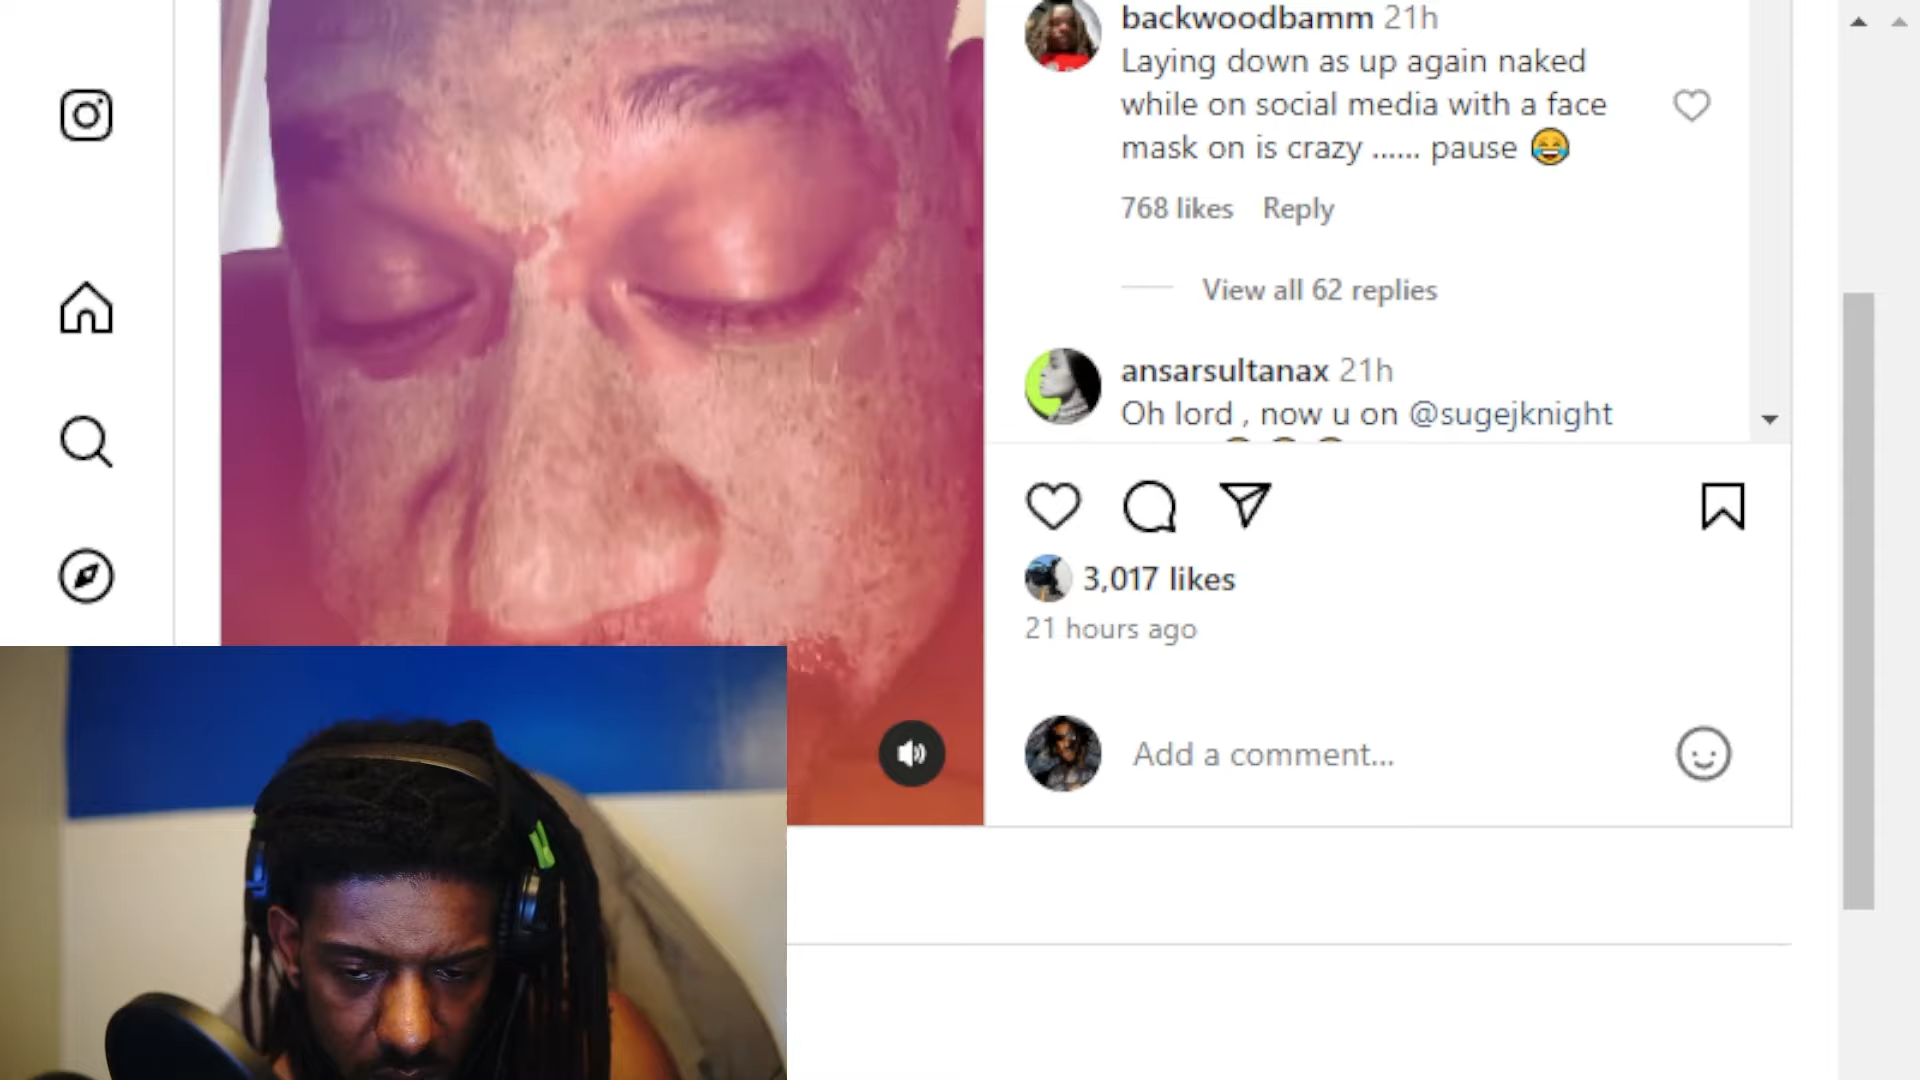 backwoodbamm 21h
Laying down as up again naked
while on social media with a face
mask on is crazy ...... pause 😂
768 likes Reply
View all 62 replies
ansarsultanax 21h
Oh lord , now u on @sugejknight
3,017 likes
21 hours ago
Add a comment...